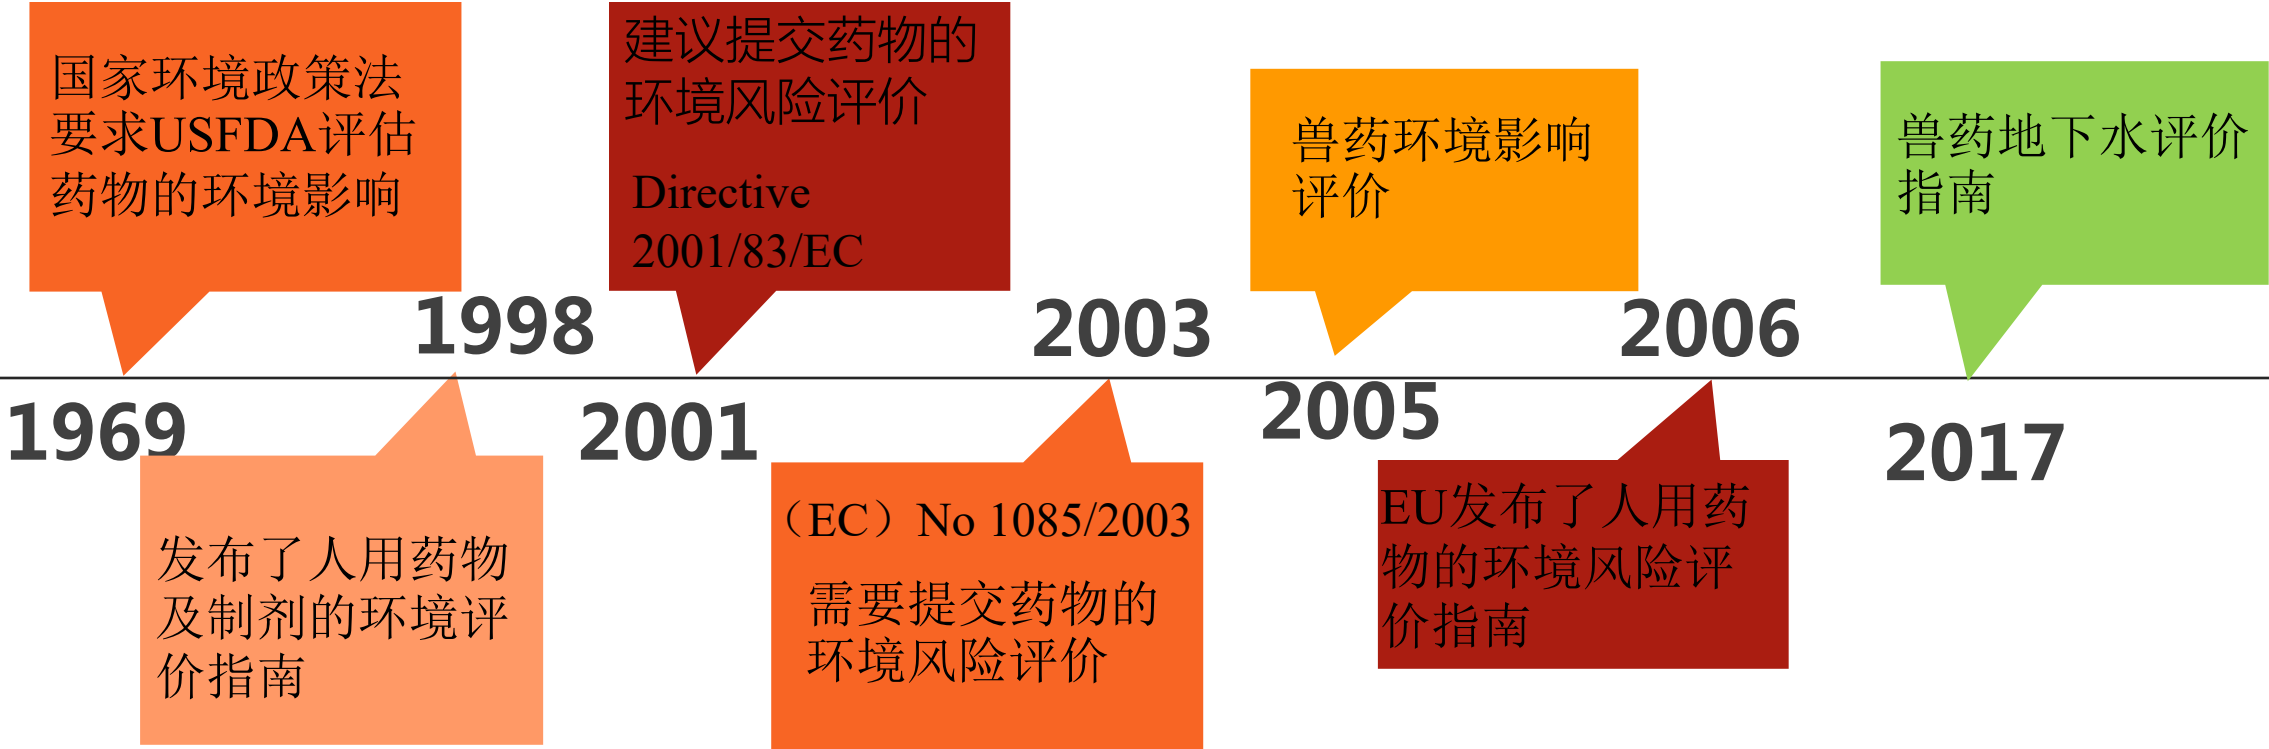 国家环境政策法
要求USFDA评估
药物的环境影响
1969
1998
发布了人用药物
及制剂的环境评
价指南
建议提交药物的
环境风险评价
Directive
2001/83/EC
2001
2003
（EC）No 1085/2003
需要提交药物的
环境风险评价
兽药环境影响
评价
2005
2006
EU发布了人用药
物的环境风险评
价指南
兽药地下水评价
指南
2017